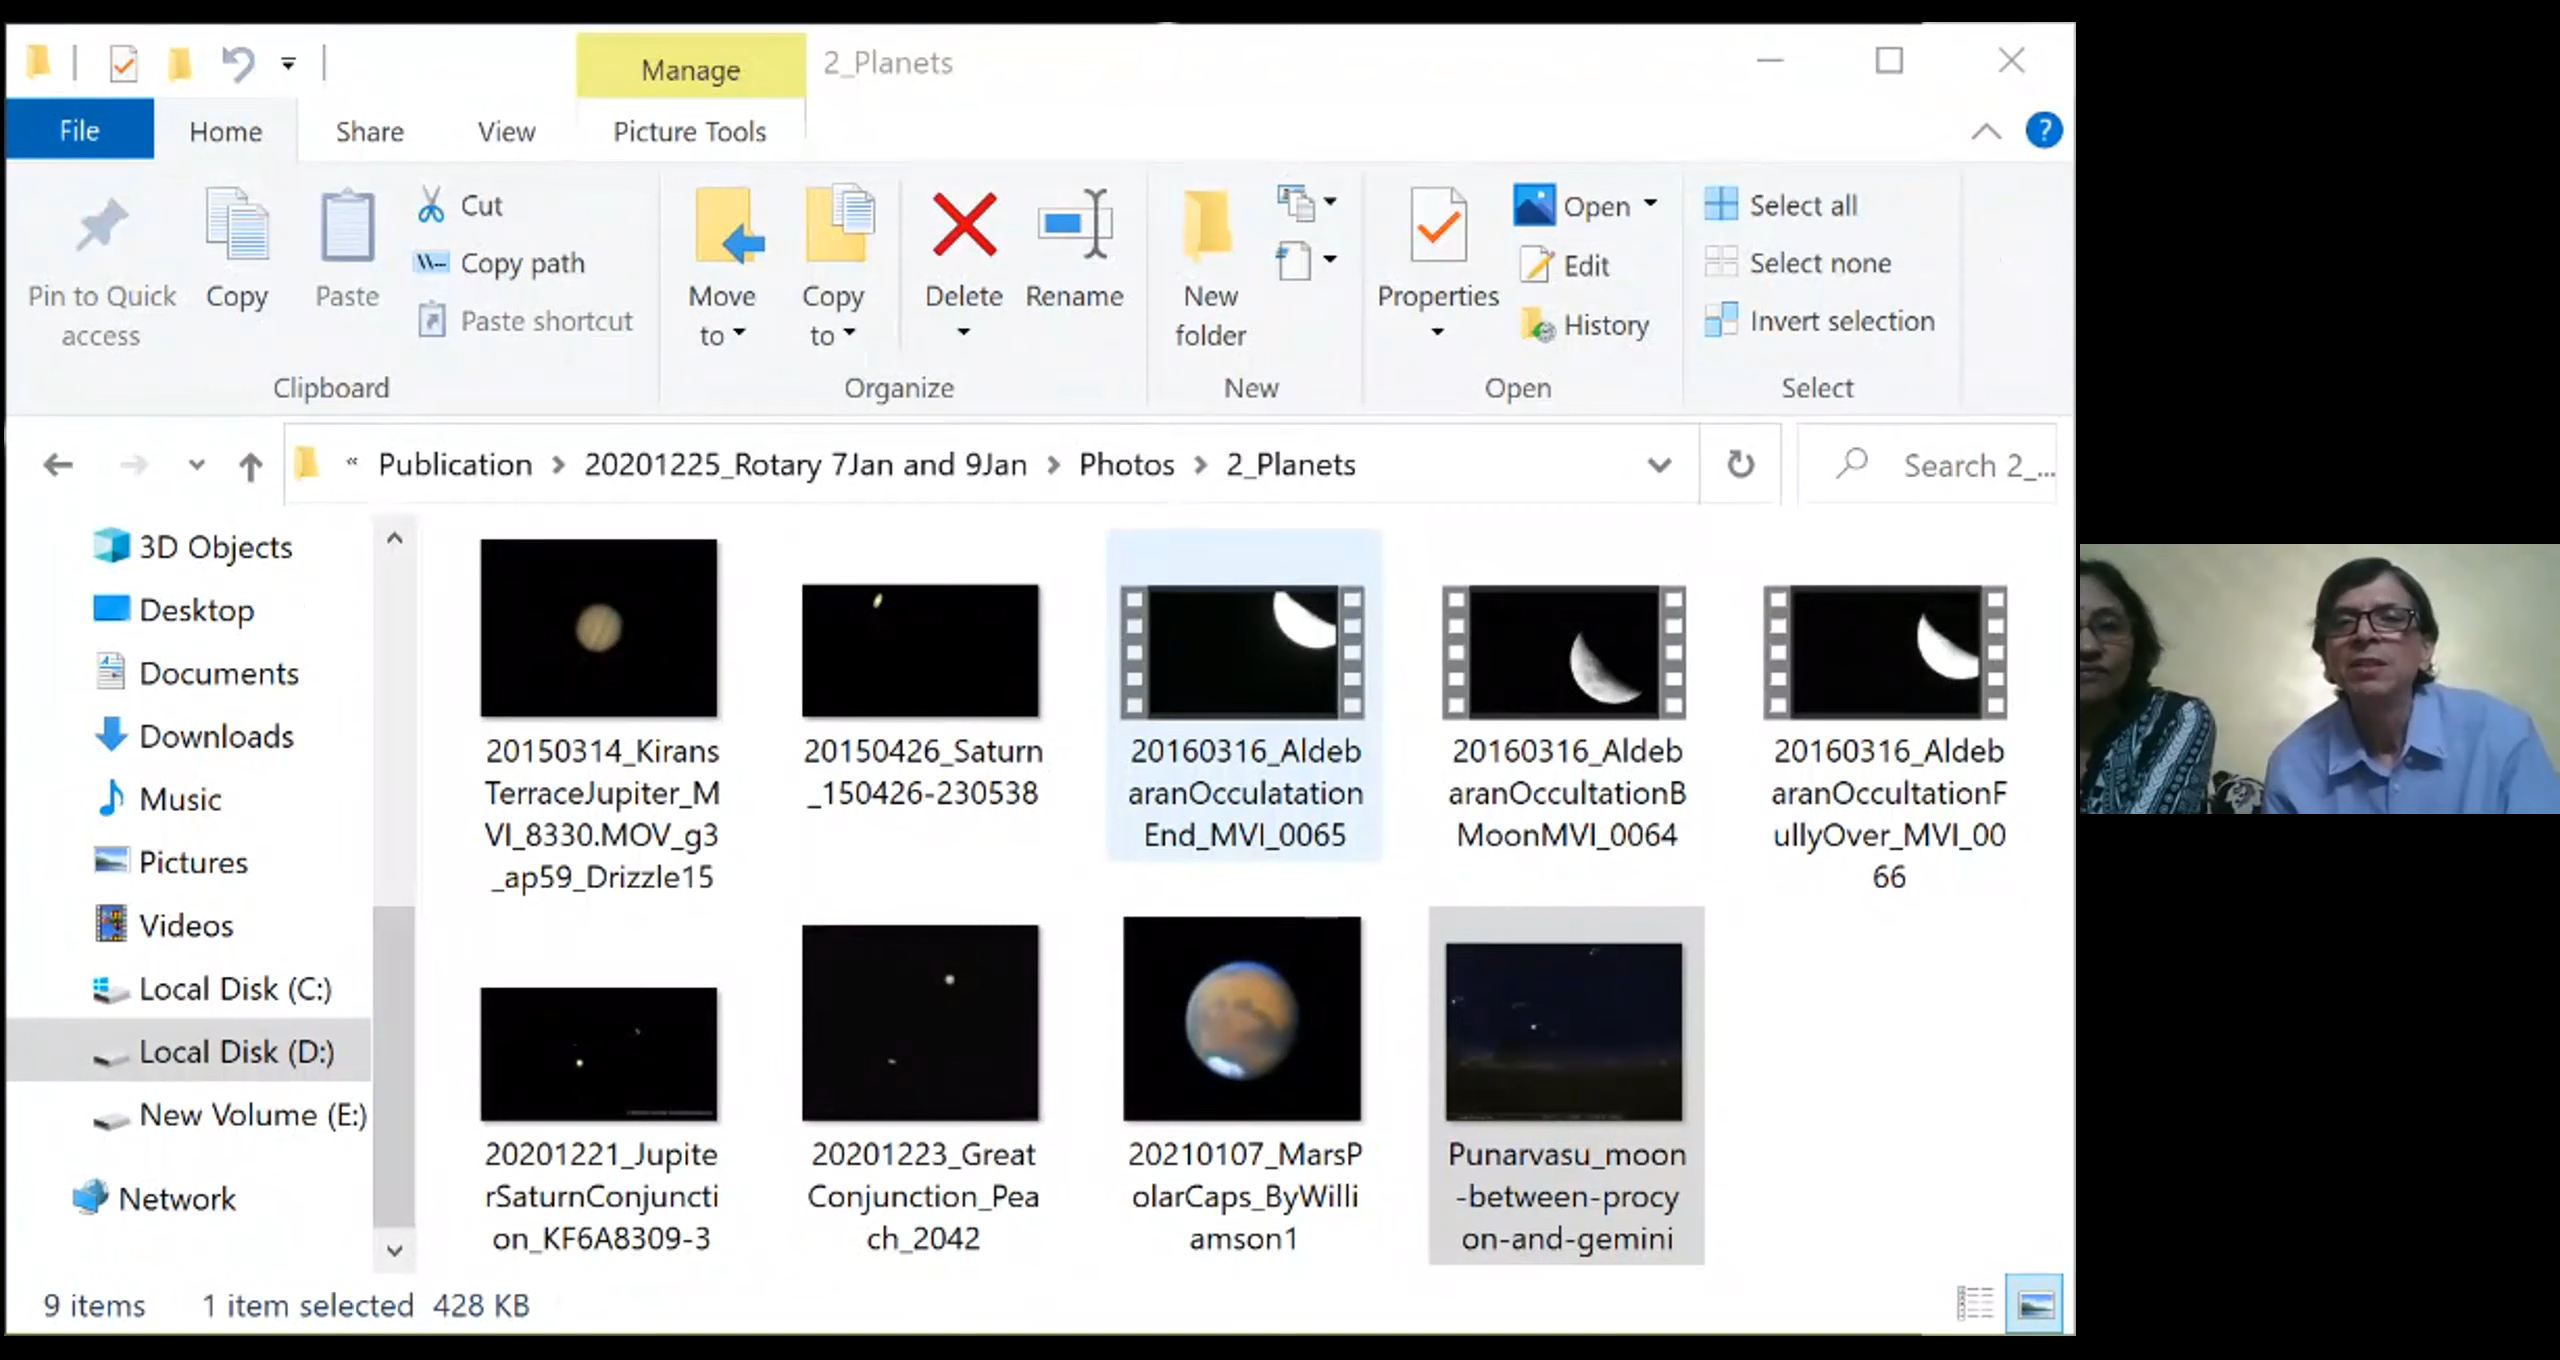 Manage
2_Planets
File
Home
Share
View
Picture Tools
?
Pin to Quick access
Copy
Paste
Cut
Copy path
Paste shortcut
Clipboard
Move to
Copy to
Delete
Rename
Organize
New folder
New
Properties
Open
Edit
History
Open
Select all
Select none
Invert selection
Select
« Publication > 20201225_Rotary 7Jan and 9Jan > Photos > 2_Planets
Search 2_...
3D Objects
Desktop
Documents
Downloads
Music
Pictures
Videos
Local Disk (C:)
Local Disk (D:)
New Volume (E:)
Network
20150314_Kirans
TerraceJupiter_M
VI_8330.MOV_g3
_ap59_Drizzle15
20150426_Saturn
_150426-230538
20160316_Aldeb
aranOcculatation
End_MVI_0065
20160316_Aldeb
aranOccultationB
MoonMVI_0064
20160316_Aldeb
aranOccultationF
ullyOver_MVI_00
66
20201221_Jupite
rSaturnConjuncti
on_KF6A8309-3
20201223_Great
Conjunction_Pea
ch_2042
20210107_MarsP
olarCaps_ByWilli
amson1
Punarvasu_moon
-between-procy
on-and-gemini
9 items 1 item selected 428 KB